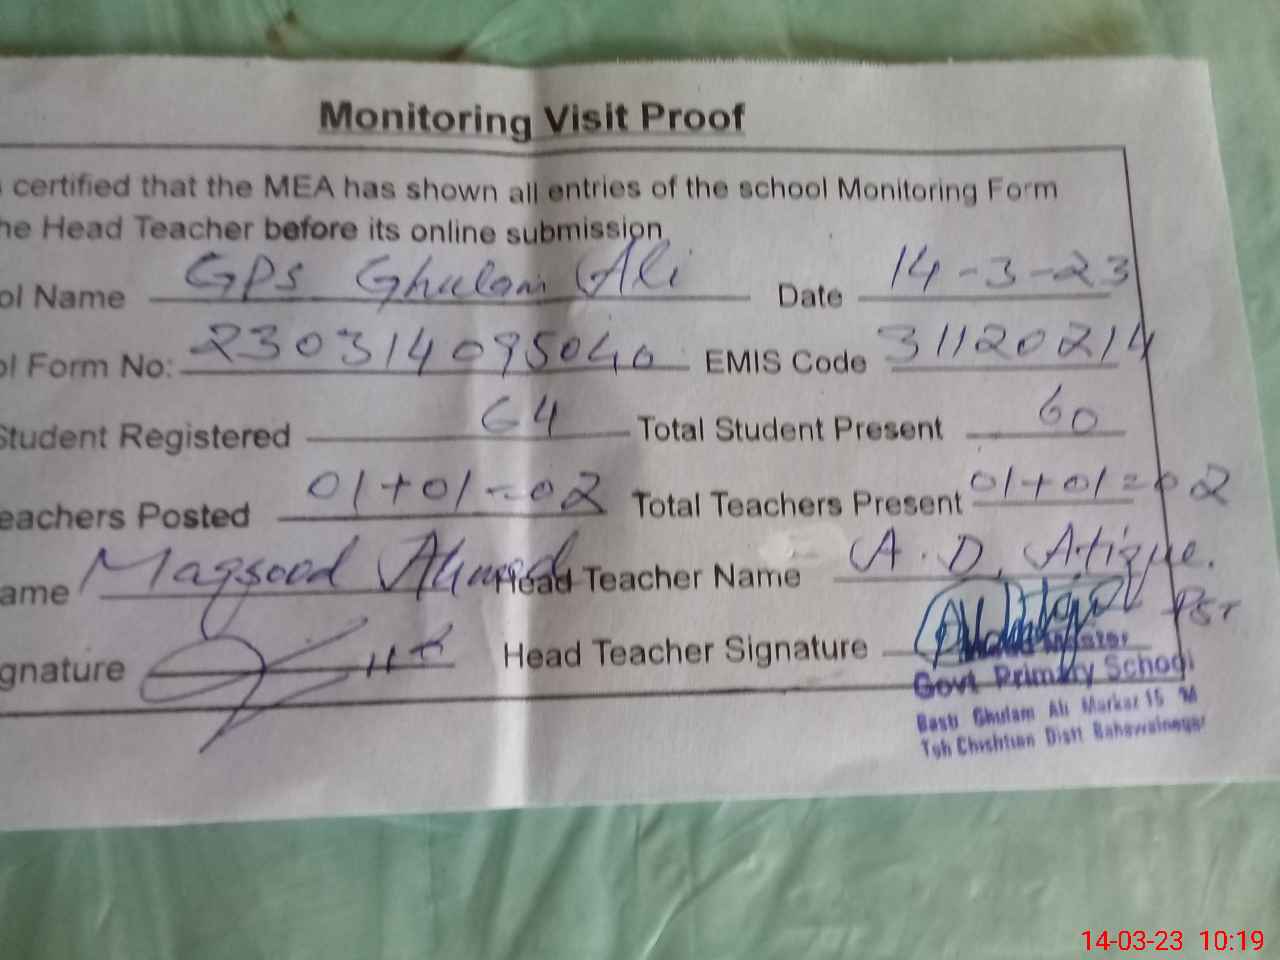 Monitoring Visit Proof
certified that the MEA has shown all entries of the school Monitoring Form
he Head Teacher before its online submission
ol Name GPS Ghulam Ali Date 14-3-23
ol Form No: 230314095040 EMIS Code 31120214
Student Registered 64 Total Student Present 60
eachers Posted 01+01=02 Total Teachers Present 01+01=02
ame Maqsood Ahmed Head Teacher Name A.D. Atique.
PST
gnature Head Teacher Signature
Govt Primary School
Basti Ghulam Ali Markaz 15
Teh Chishtian Distt Bahawalnagar
14-03-23 10:19